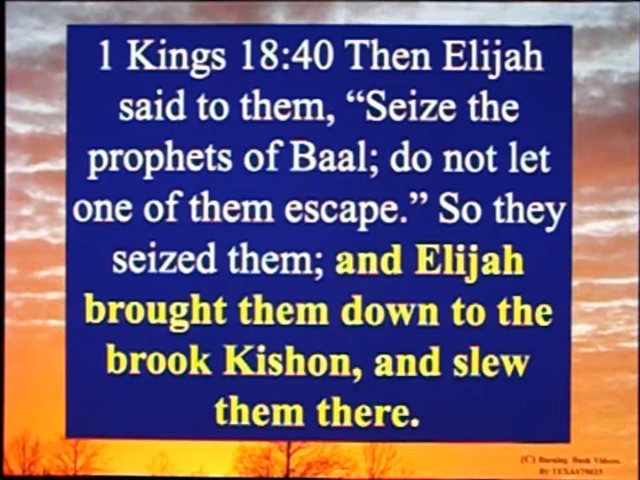 1 Kings 18:40 Then Elijah
said to them, “Seize the
prophets of Baal; do not let
one of them escape.” So they
seized them; and Elijah
brought them down to the
brook Kishon, and slew
them there.
(C) Burning Bush Videos.